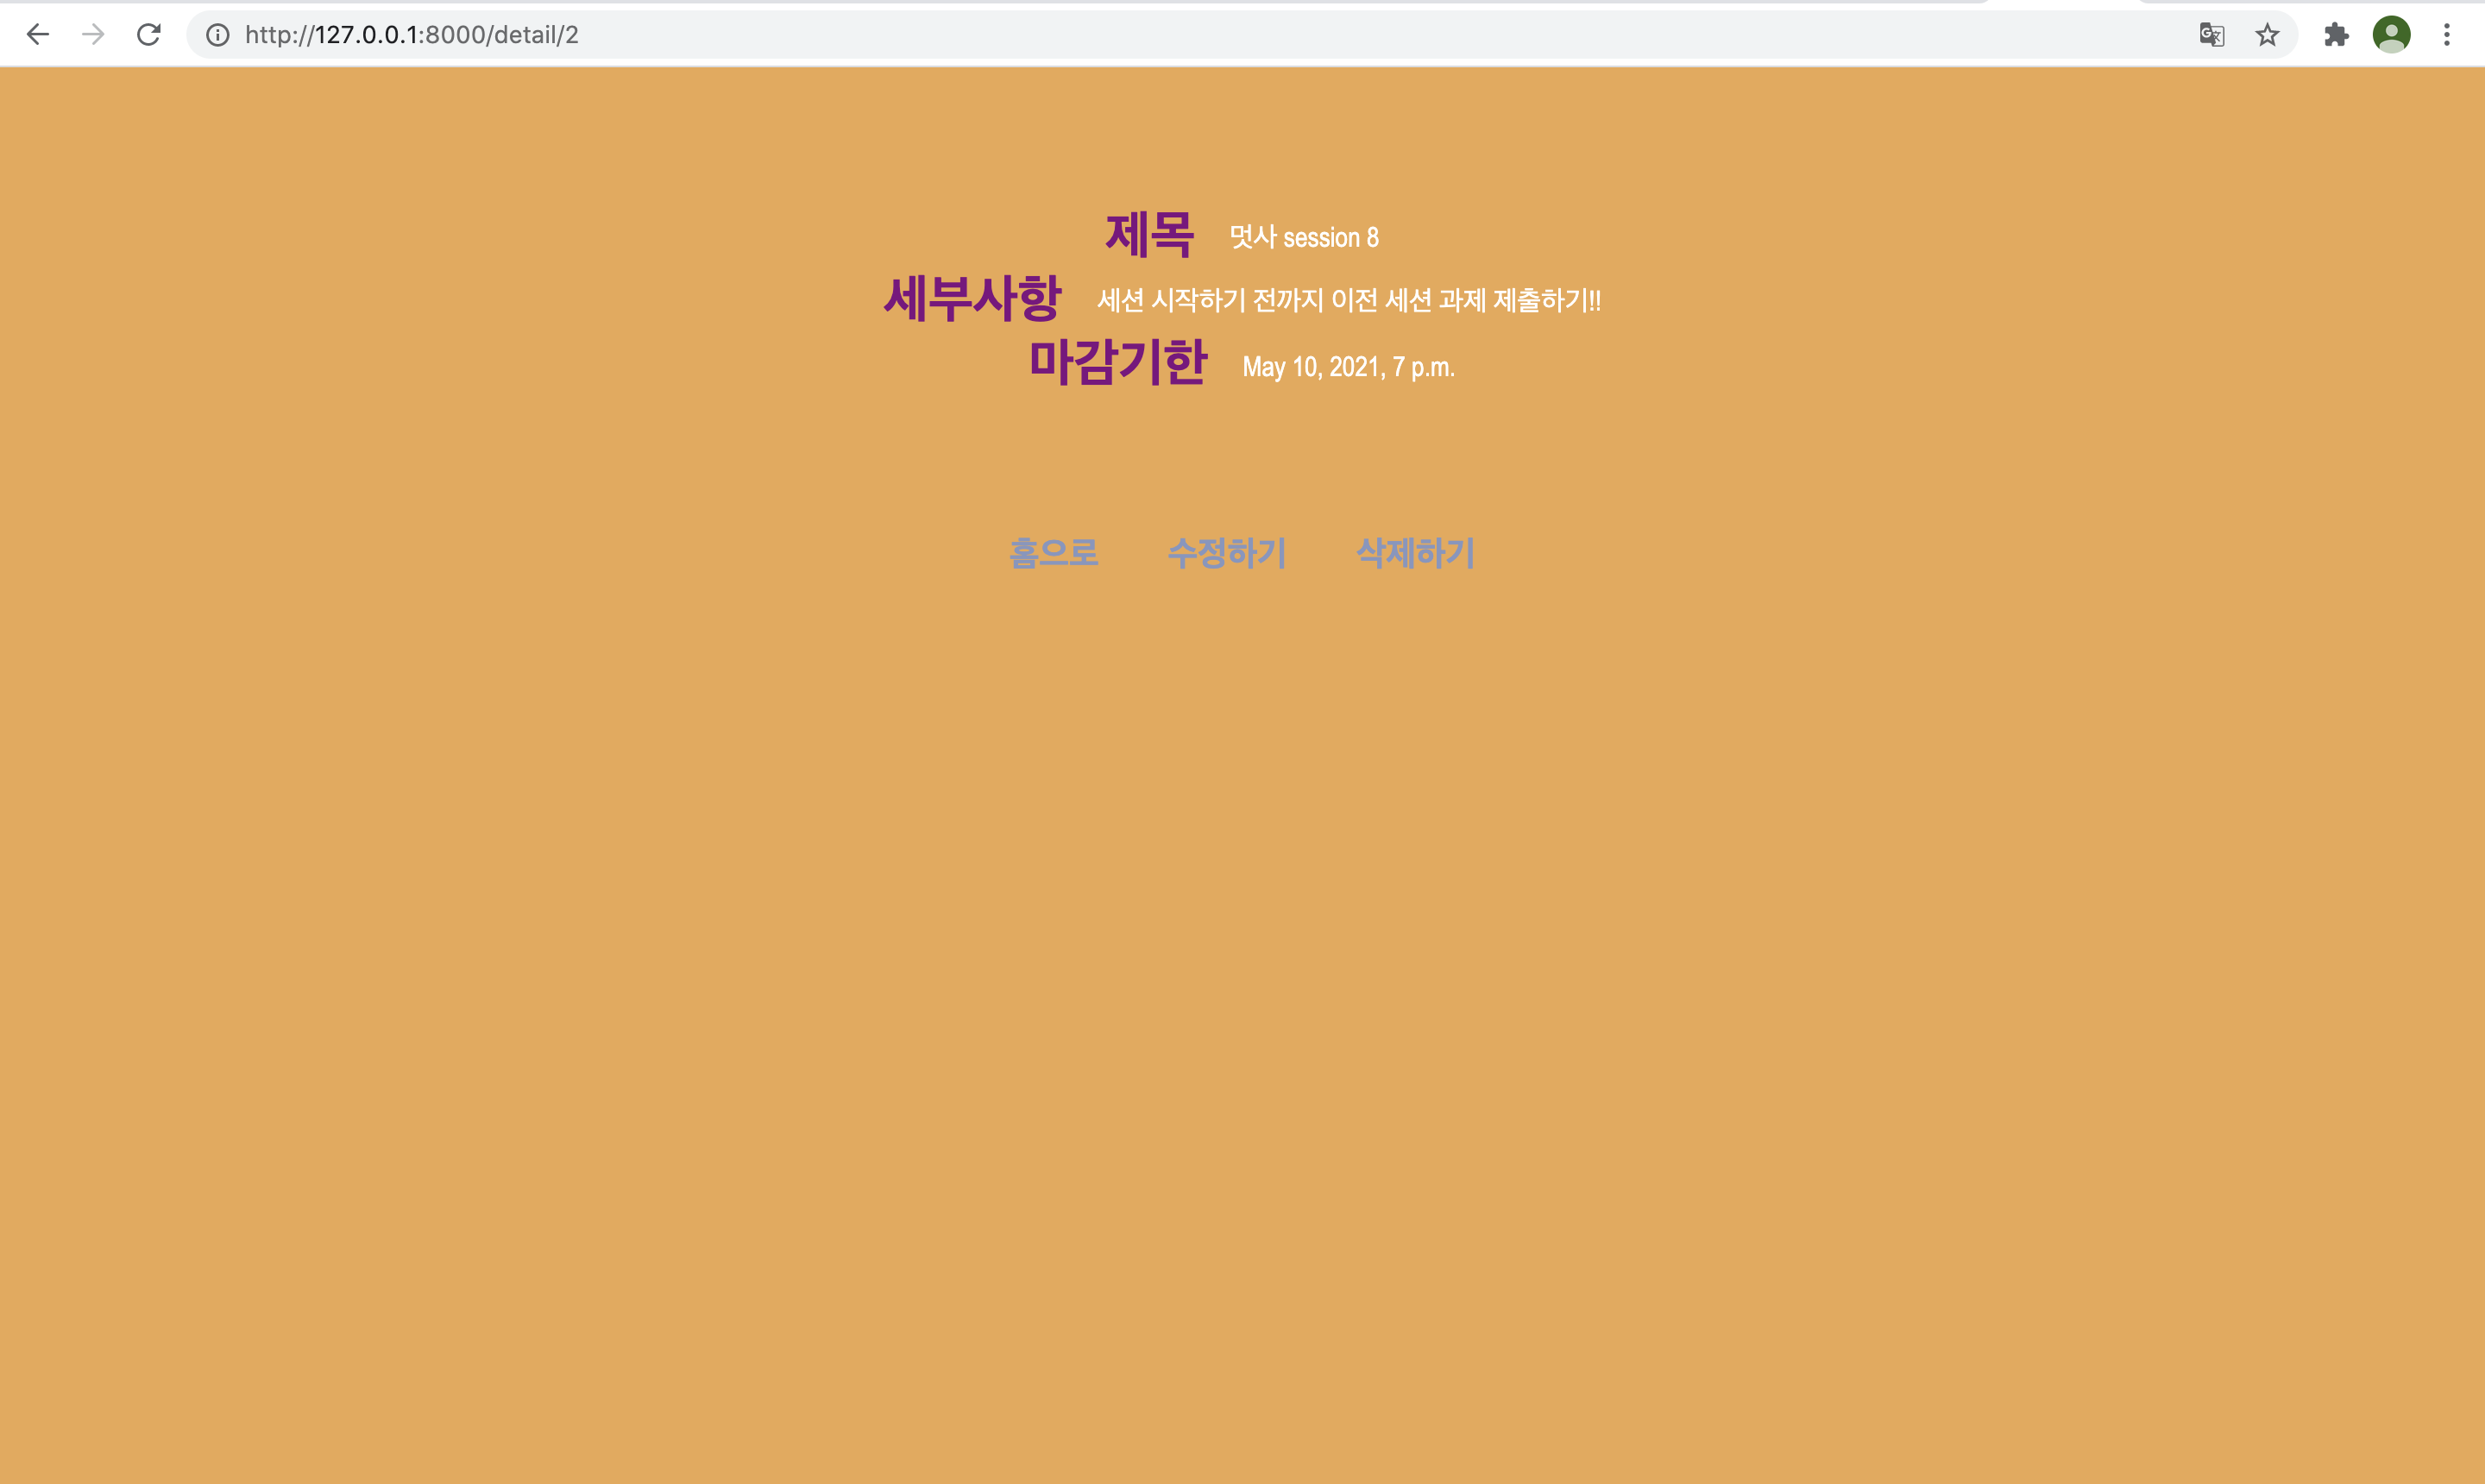 http://127.0.0.1:8000/detail/2
제목 멋사 session 8
세부사항 세션 시작하기 전까지 이전 세션 과제 제출하기!!
마감기한 May 10, 2021, 7 p.m.
홈으로 수정하기 삭제하기